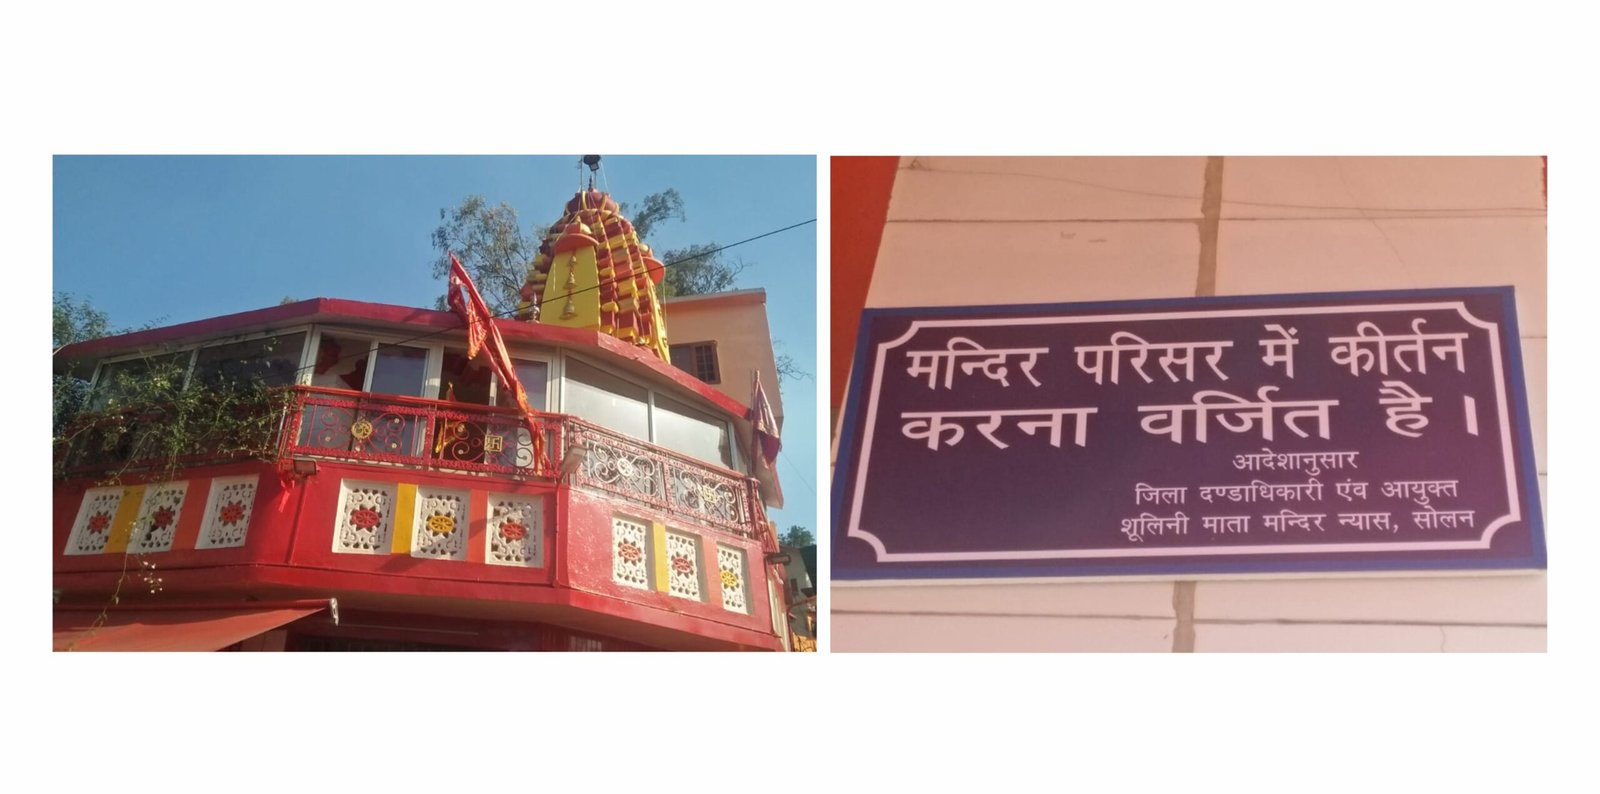 मन्दिर परिसर में कीर्तन
करना वर्जित है।
आदेशानुसार
जिला दण्डाधिकारी एंव आयुक्त
शूलिनी माता मन्दिर न्यास, सोलन